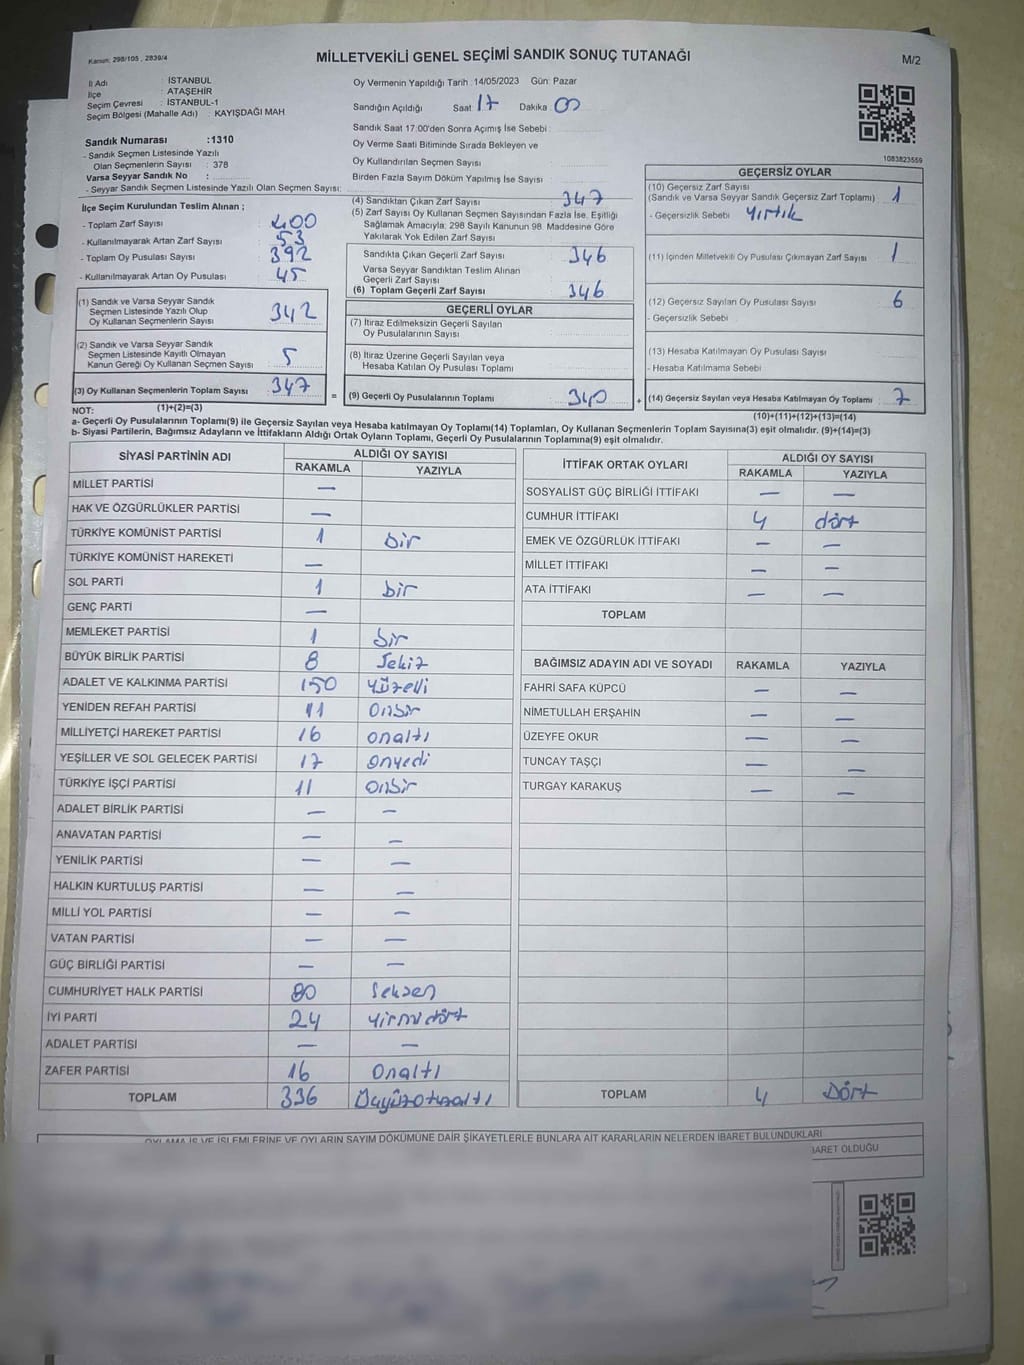 Kanun: 298/105 , 2839/4
MİLLETVEKİLİ GENEL SEÇİMİ SANDIK SONUÇ TUTANAĞI
M/2
İl Adı : İSTANBUL
İlçe : ATAŞEHİR
Seçim Çevresi : İSTANBUL-1
Seçim Bölgesi (Mahalle Adı) : KAYIŞDAĞI MAH
Oy Vermenin Yapıldığı Tarih :14/05/2023 Gün: Pazar
Sandığın Açıldığı Saat 17 Dakika 00
Sandık Saat 17:00'den Sonra Açımış İse Sebebi :
Oy Verme Saati Bitiminde Sırada Bekleyen ve
Oy Kullandırılan Seçmen Sayısı :
Birden Fazla Sayım Döküm Yapılmış İse Sayısı :
1083823559
Sandık Numarası :1310
- Sandık Seçmen Listesinde Yazılı
Olan Seçmenlerin Sayısı : 378
Varsa Seyyar Sandık No :
- Seyyar Sandık Seçmen Listesinde Yazılı Olan Seçmen Sayısı:
İlçe Seçim Kurulundan Teslim Alınan ;
- Toplam Zarf Sayısı : 400
- Kullanılmayarak Artan Zarf Sayısı : 53
- Toplam Oy Pusulası Sayısı : 392
- Kullanılmayarak Artan Oy Pusulası : 45
(1) Sandık ve Varsa Seyyar Sandık
Seçmen Listesinde Yazılı Olup
Oy Kullanan Seçmenlerin Sayısı : 342
(2) Sandık ve Varsa Seyyar Sandık
Seçmen Listesinde Kayıtlı Olmayan
Kanun Gereği Oy Kullanan Seçmen Sayısı : 5
(3) Oy Kullanan Seçmenlerin Toplam Sayısı : 347
(1)+(2)=(3)
(4) Sandıktan Çıkan Zarf Sayısı : 347
(5) Zarf Sayısı Oy Kullanan Seçmen Sayısından Fazla İse, Eşitliği
Sağlamak Amacıyla; 298 Sayılı Kanunun 98. Maddesine Göre
Yakılarak Yok Edilen Zarf Sayısı :
Sandıkta Çıkan Geçerli Zarf Sayısı : 346
Varsa Seyyar Sandıktan Teslim Alınan
Geçerli Zarf Sayısı :
(6) Toplam Geçerli Zarf Sayısı : 346
GEÇERLİ OYLAR
(7) İtiraz Edilmeksizin Geçerli Sayılan
Oy Pusulalarının Sayısı :
(8) İtiraz Üzerine Geçerli Sayılan veya
Hesaba Katılan Oy Pusulası Toplamı :
= (9) Geçerli Oy Pusulalarının Toplamı : 340
GEÇERSİZ OYLAR
(10) Geçersiz Zarf Sayısı
(Sandık ve Varsa Seyyar Sandık Geçersiz Zarf Toplamı) : 1
- Geçersizlik Sebebi : Yırtık
(11) İçinden Milletvekili Oy Pusulası Çıkmayan Zarf Sayısı : 1
(12) Geçersiz Sayılan Oy Pusulası Sayısı : 6
- Geçersizlik Sebebi :
(13) Hesaba Katılmayan Oy Pusulası Sayısı :
- Hesaba Katılmama Sebebi :
+ (14) Geçersiz Sayılan veya Hesaba Katılmayan Oy Toplamı : 7
(10)+(11)+(12)+(13)=(14)
NOT:
a- Geçerli Oy Pusulalarının Toplamı(9) ile Geçersiz Sayılan veya Hesaba katılmayan Oy Toplamı(14) Toplamları, Oy Kullanan Seçmenlerin Toplam Sayısına(3) eşit olmalıdır. (9)+(14)=(3)
b- Siyasi Partilerin, Bağımsız Adayların ve İttifakların Aldığı Ortak Oyların Toplamı, Geçerli Oy Pusulalarının Toplamına(9) eşit olmalıdır.
SİYASİ PARTİNİN ADI
ALDIĞI OY SAYISI
RAKAMLA YAZIYLA
MİLLET PARTİSİ —
HAK VE ÖZGÜRLÜKLER PARTİSİ —
TÜRKİYE KOMÜNİST PARTİSİ 1 bir
TÜRKİYE KOMÜNİST HAREKETİ —
SOL PARTİ 1 bir
GENÇ PARTİ —
MEMLEKET PARTİSİ 1 bir
BÜYÜK BİRLİK PARTİSİ 8 Sekiz
ADALET VE KALKINMA PARTİSİ 150 Yüzelli
YENİDEN REFAH PARTİSİ 11 Onbir
MİLLİYETÇİ HAREKET PARTİSİ 16 onaltı
YEŞİLLER VE SOL GELECEK PARTİSİ 17 onyedi
TÜRKİYE İŞÇİ PARTİSİ 11 Onbir
ADALET BİRLİK PARTİSİ — —
ANAVATAN PARTİSİ — —
YENİLİK PARTİSİ — —
HALKIN KURTULUŞ PARTİSİ — —
MİLLİ YOL PARTİSİ — —
VATAN PARTİSİ — —
GÜÇ BİRLİĞİ PARTİSİ — —
CUMHURİYET HALK PARTİSİ 80 Seksen
İYİ PARTİ 24 Yirmi dört
ADALET PARTİSİ — —
ZAFER PARTİSİ 16 Onaltı
TOPLAM 336 Üçyüzotuzaltı
İTTİFAK ORTAK OYLARI
ALDIĞI OY SAYISI
RAKAMLA YAZIYLA
SOSYALİST GÜÇ BİRLİĞİ İTTİFAKI — —
CUMHUR İTTİFAKI 4 dört
EMEK VE ÖZGÜRLÜK İTTİFAKI — —
MİLLET İTTİFAKI — —
ATA İTTİFAKI — —
TOPLAM
BAĞIMSIZ ADAYIN ADI VE SOYADI RAKAMLA YAZIYLA
FAHRİ SAFA KÜPCÜ — —
NİMETULLAH ERŞAHİN — —
ÜZEYFE OKUR — —
TUNCAY TAŞÇI — —
TURGAY KARAKUŞ — —
TOPLAM 4 Dört
OYLAMA İŞ VE İŞLEMLERİNE VE OYLARIN SAYIM DÖKÜMÜNE DAİR ŞİKAYETLERLE BUNLARA AİT KARARLARIN NELERDEN İBARET BULUNDUKLARI
BARET OLDUĞU